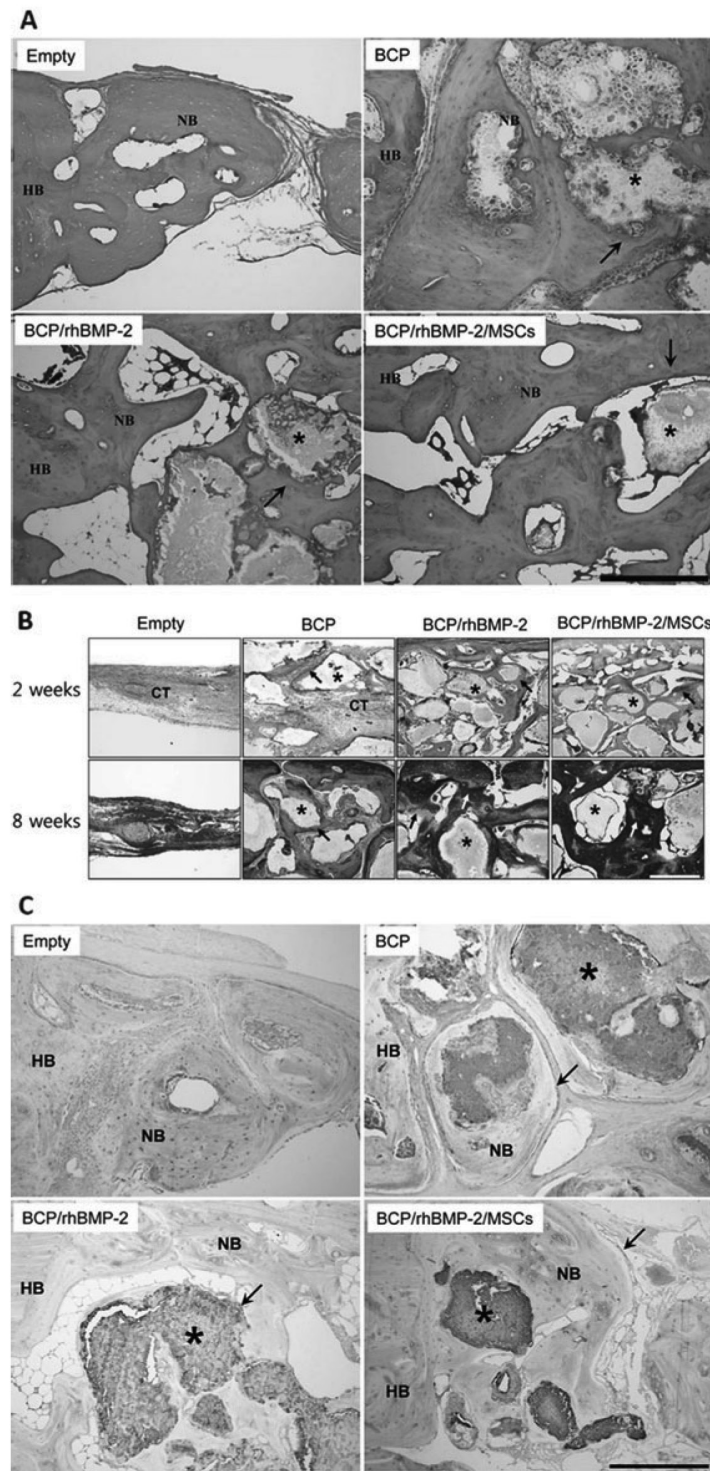 A
Empty
BCP
NB
HB
NB
HB
*
BCP/rhBMP-2
BCP/rhBMP-2/MSCs
HB
NB
NB
HB
*
*
B
Empty
BCP
BCP/rhBMP-2
BCP/rhBMP-2/MSCs
2 weeks
CT
*
CT
*
*
8 weeks
*
*
*
C
Empty
BCP
*
HB
NB
HB
NB
BCP/rhBMP-2
BCP/rhBMP-2/MSCs
NB
HB
*
NB
*
HB